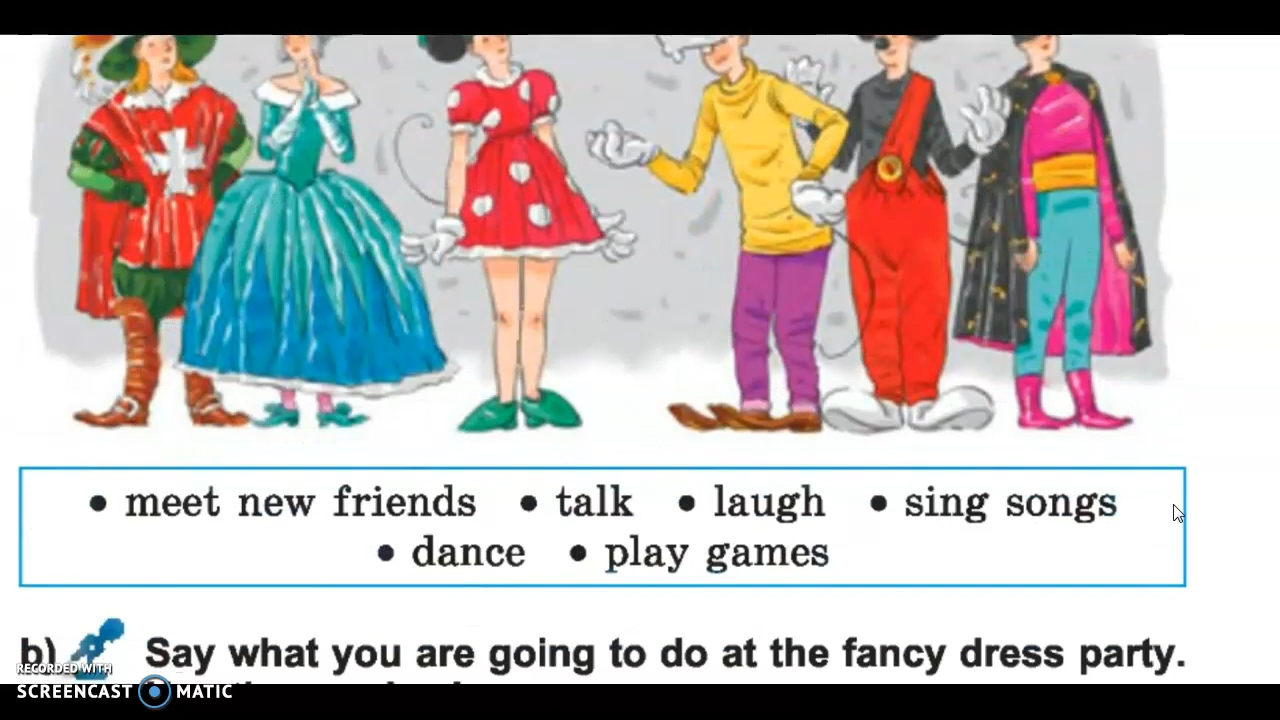 • meet new friends • talk • laugh • sing songs
• dance • play games
b) Say what you are going to do at the fancy dress party.
RECORDED WITH
SCREENCAST MATIC